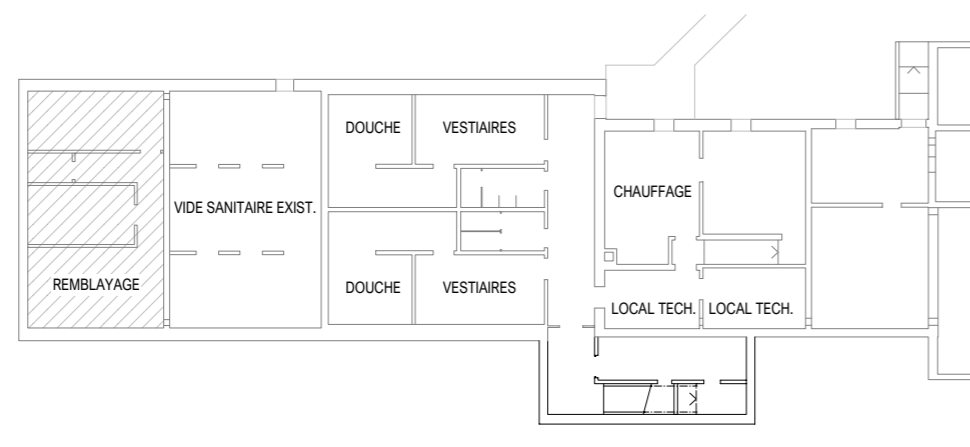 DOUCHE
VESTIAIRES
CHAUFFAGE
VIDE SANITAIRE EXIST.
REMBLAYAGE
DOUCHE
VESTIAIRES
LOCAL TECH.
LOCAL TECH.